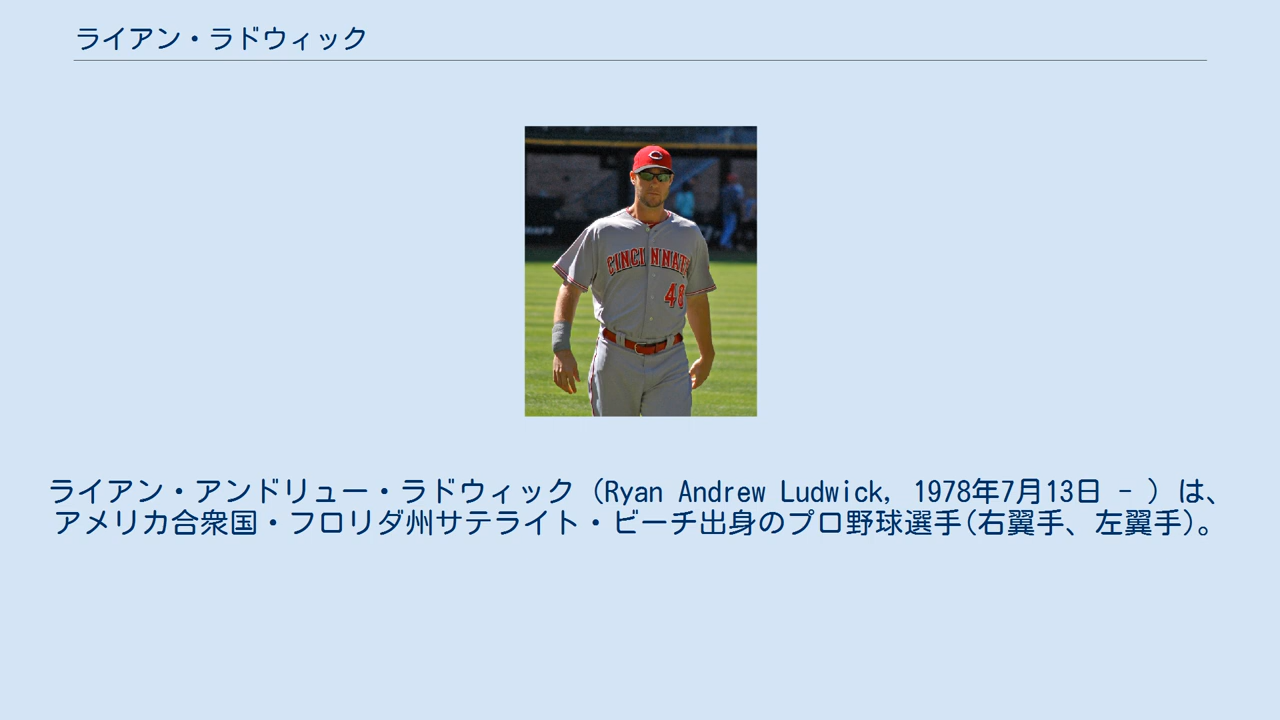 ライアン・ラドウィック
CINCINNATI
48
ライアン・アンドリュー・ラドウィック（Ryan Andrew Ludwick, 1978年7月13日 - ）は、
アメリカ合衆国・フロリダ州サテライト・ビーチ出身のプロ野球選手(右翼手、左翼手)。